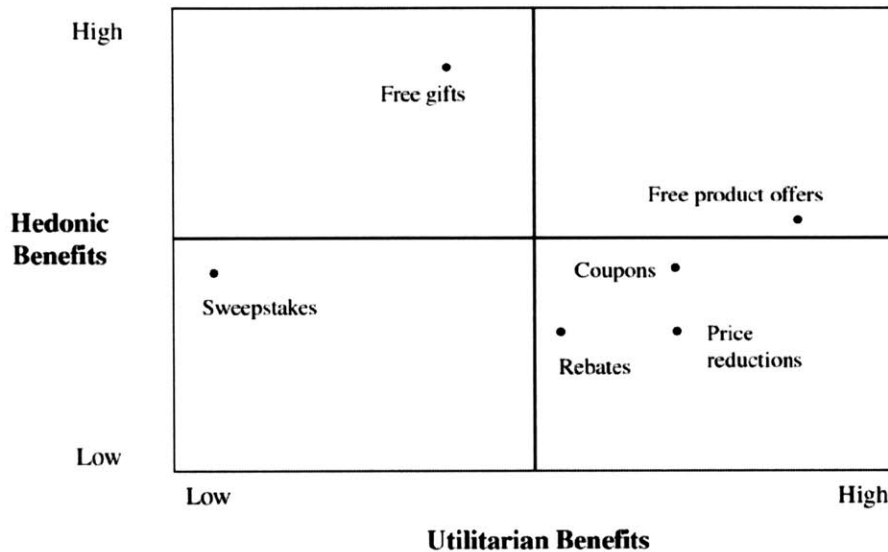 High
Free gifts
Free product offers
Hedonic
Benefits
Coupons
Sweepstakes
Price
reductions
Rebates
Low
Low
High
Utilitarian Benefits